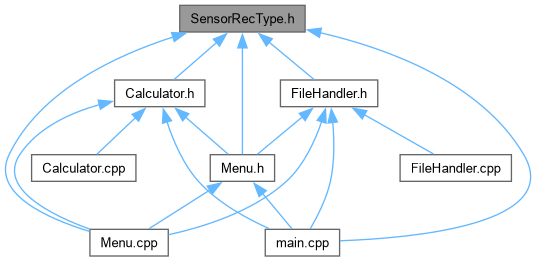 SensorRecType.h
Calculator.h
FileHandler.h
Calculator.cpp
Menu.h
FileHandler.cpp
Menu.cpp
main.cpp